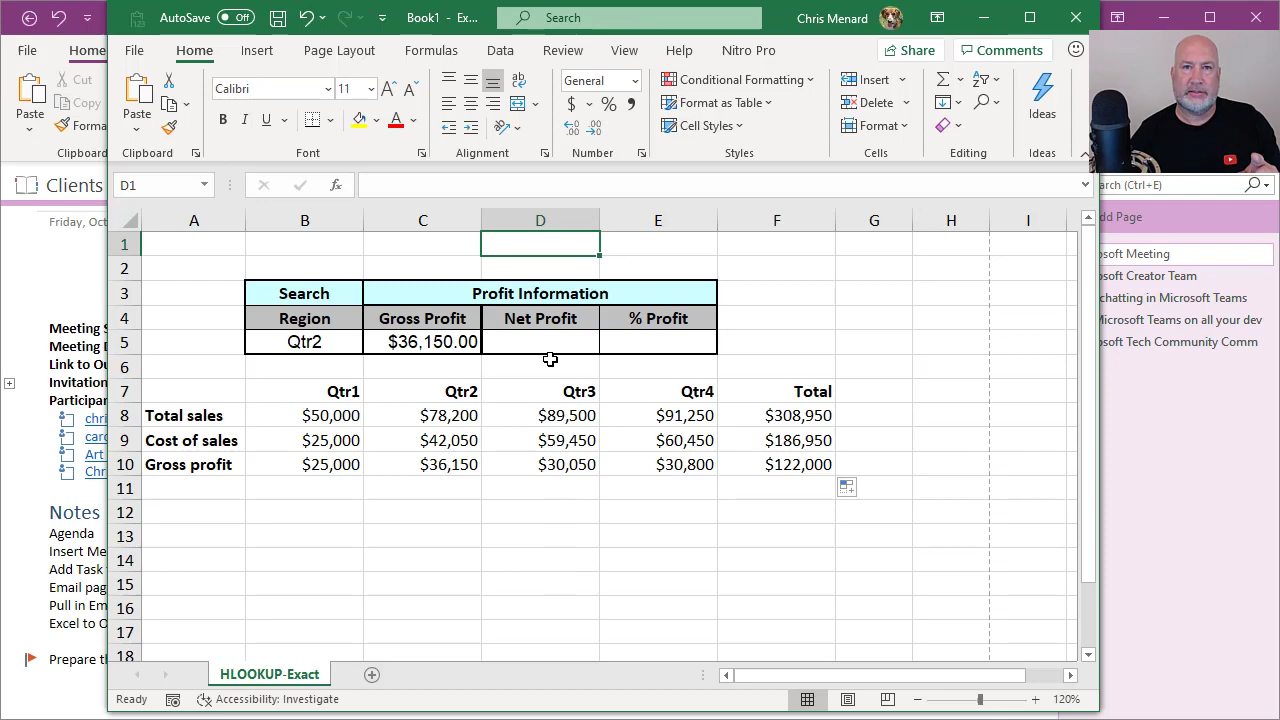 AutoSave Off Book1 - Ex... Search Chris Menard
File Home File Home Insert Page Layout Formulas Data Review View Help Nitro Pro Share Comments
Cut
Copy
Paste Forma Paste
Calibri 11
B I U A
General
$ % 9
Conditional Formatting
Format as Table
Cell Styles
Insert
Delete
Format
Ideas
Clipboard Clipboard Font Alignment Number Styles Cells Editing Ideas
Clients D1 fx arch (Ctrl+E)
Friday, Oct
dd Page
A B C D E F G H I
1
2
3 Search Profit Information
4 Region Gross Profit Net Profit % Profit
5 Qtr2 $36,150.00
6
7 Qtr1 Qtr2 Qtr3 Qtr4 Total
8 Total sales $50,000 $78,200 $89,500 $91,250 $308,950
9 Cost of sales $25,000 $42,050 $59,450 $60,450 $186,950
10 Gross profit $25,000 $36,150 $30,050 $30,800 $122,000
11
12
13
14
15
16
17
18
Meeting S
Meeting D
Link to Ou
Invitation
Participan
chri
card
Art
Chr
Notes
Agenda
Insert Me
Add Task
Email pag
Pull in Em
Excel to O
Prepare th
osoft Meeting
osoft Creator Team
chatting in Microsoft Teams
Microsoft Teams on all your dev
osoft Tech Community Comm
HLOOKUP-Exact
Ready Accessibility: Investigate 120%